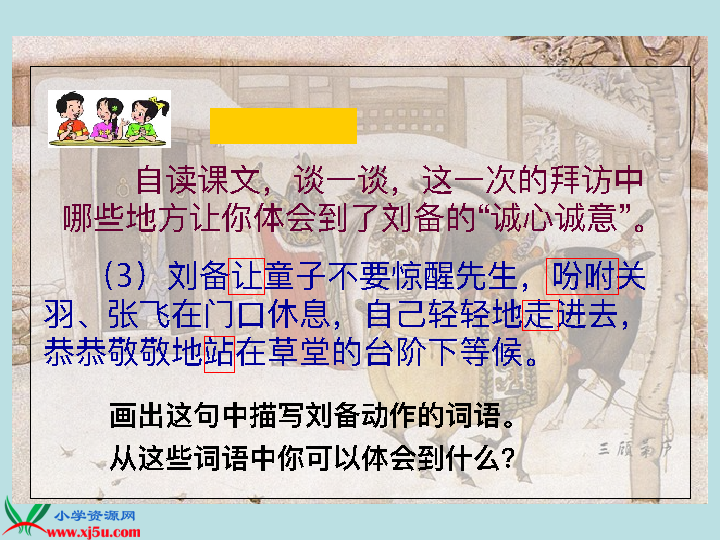 自读课文，谈一谈，这一次的拜访中
哪些地方让你体会到了刘备的“诚心诚意”。
（3）刘备让童子不要惊醒先生，吩咐关
羽、张飞在门口休息，自己轻轻地走进去，
恭恭敬敬地站在草堂的台阶下等候。
画出这句中描写刘备动作的词语。
从这些词语中你可以体会到什么？
三顾茅庐
小学资源网
www.xj5u.com